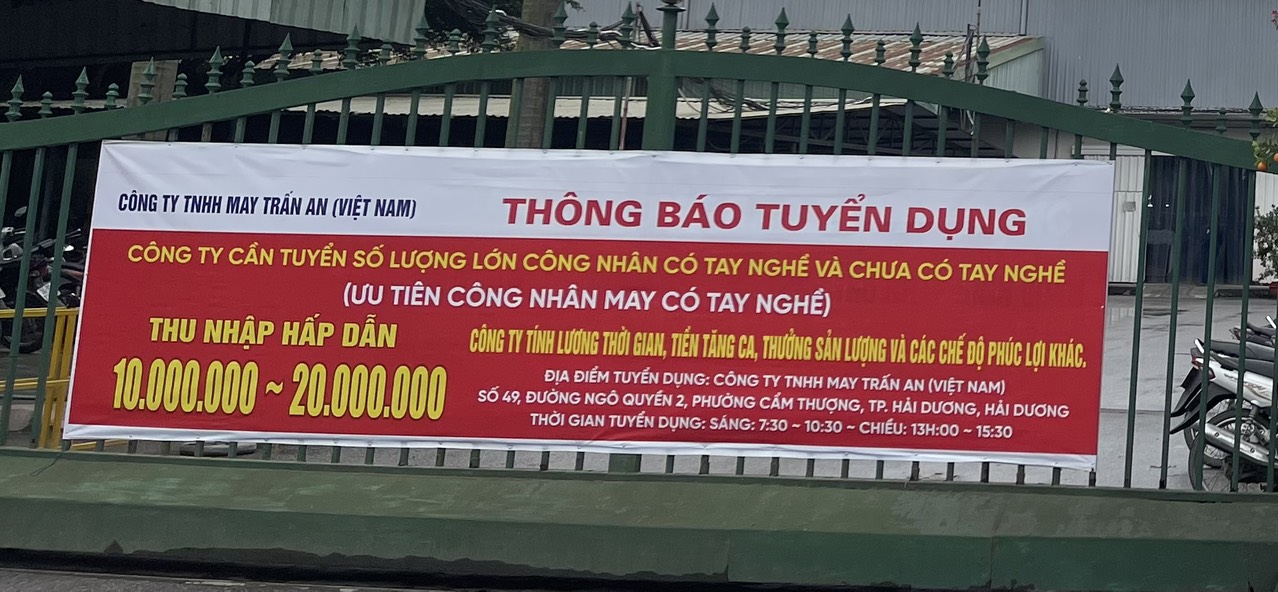 CÔNG TY TNHH MAY TRẤN AN (VIỆT NAM)
THÔNG BÁO TUYỂN DỤNG
CÔNG TY CẦN TUYỂN SỐ LƯỢNG LỚN CÔNG NHÂN CÓ TAY NGHỀ VÀ CHƯA CÓ TAY NGHỀ
(ƯU TIÊN CÔNG NHÂN MAY CÓ TAY NGHỀ)
THU NHẬP HẤP DẪN
10.000.000 ~ 20.000.000
CÔNG TY TÍNH LƯƠNG THỜI GIAN, TIỀN TĂNG CA, THƯỞNG SẢN LƯỢNG VÀ CÁC CHẾ ĐỘ PHÚC LỢI KHÁC.
ĐỊA ĐIỂM TUYỂN DỤNG: CÔNG TY TNHH MAY TRẤN AN (VIỆT NAM)
SỐ 49, ĐƯỜNG NGÔ QUYỀN 2, PHƯỜNG CẨM THƯỢNG, TP. HẢI DƯƠNG, HẢI DƯƠNG
THỜI GIAN TUYỂN DỤNG: SÁNG: 7:30 ~ 10:30 ~ CHIỀU: 13H:00 ~ 15:30